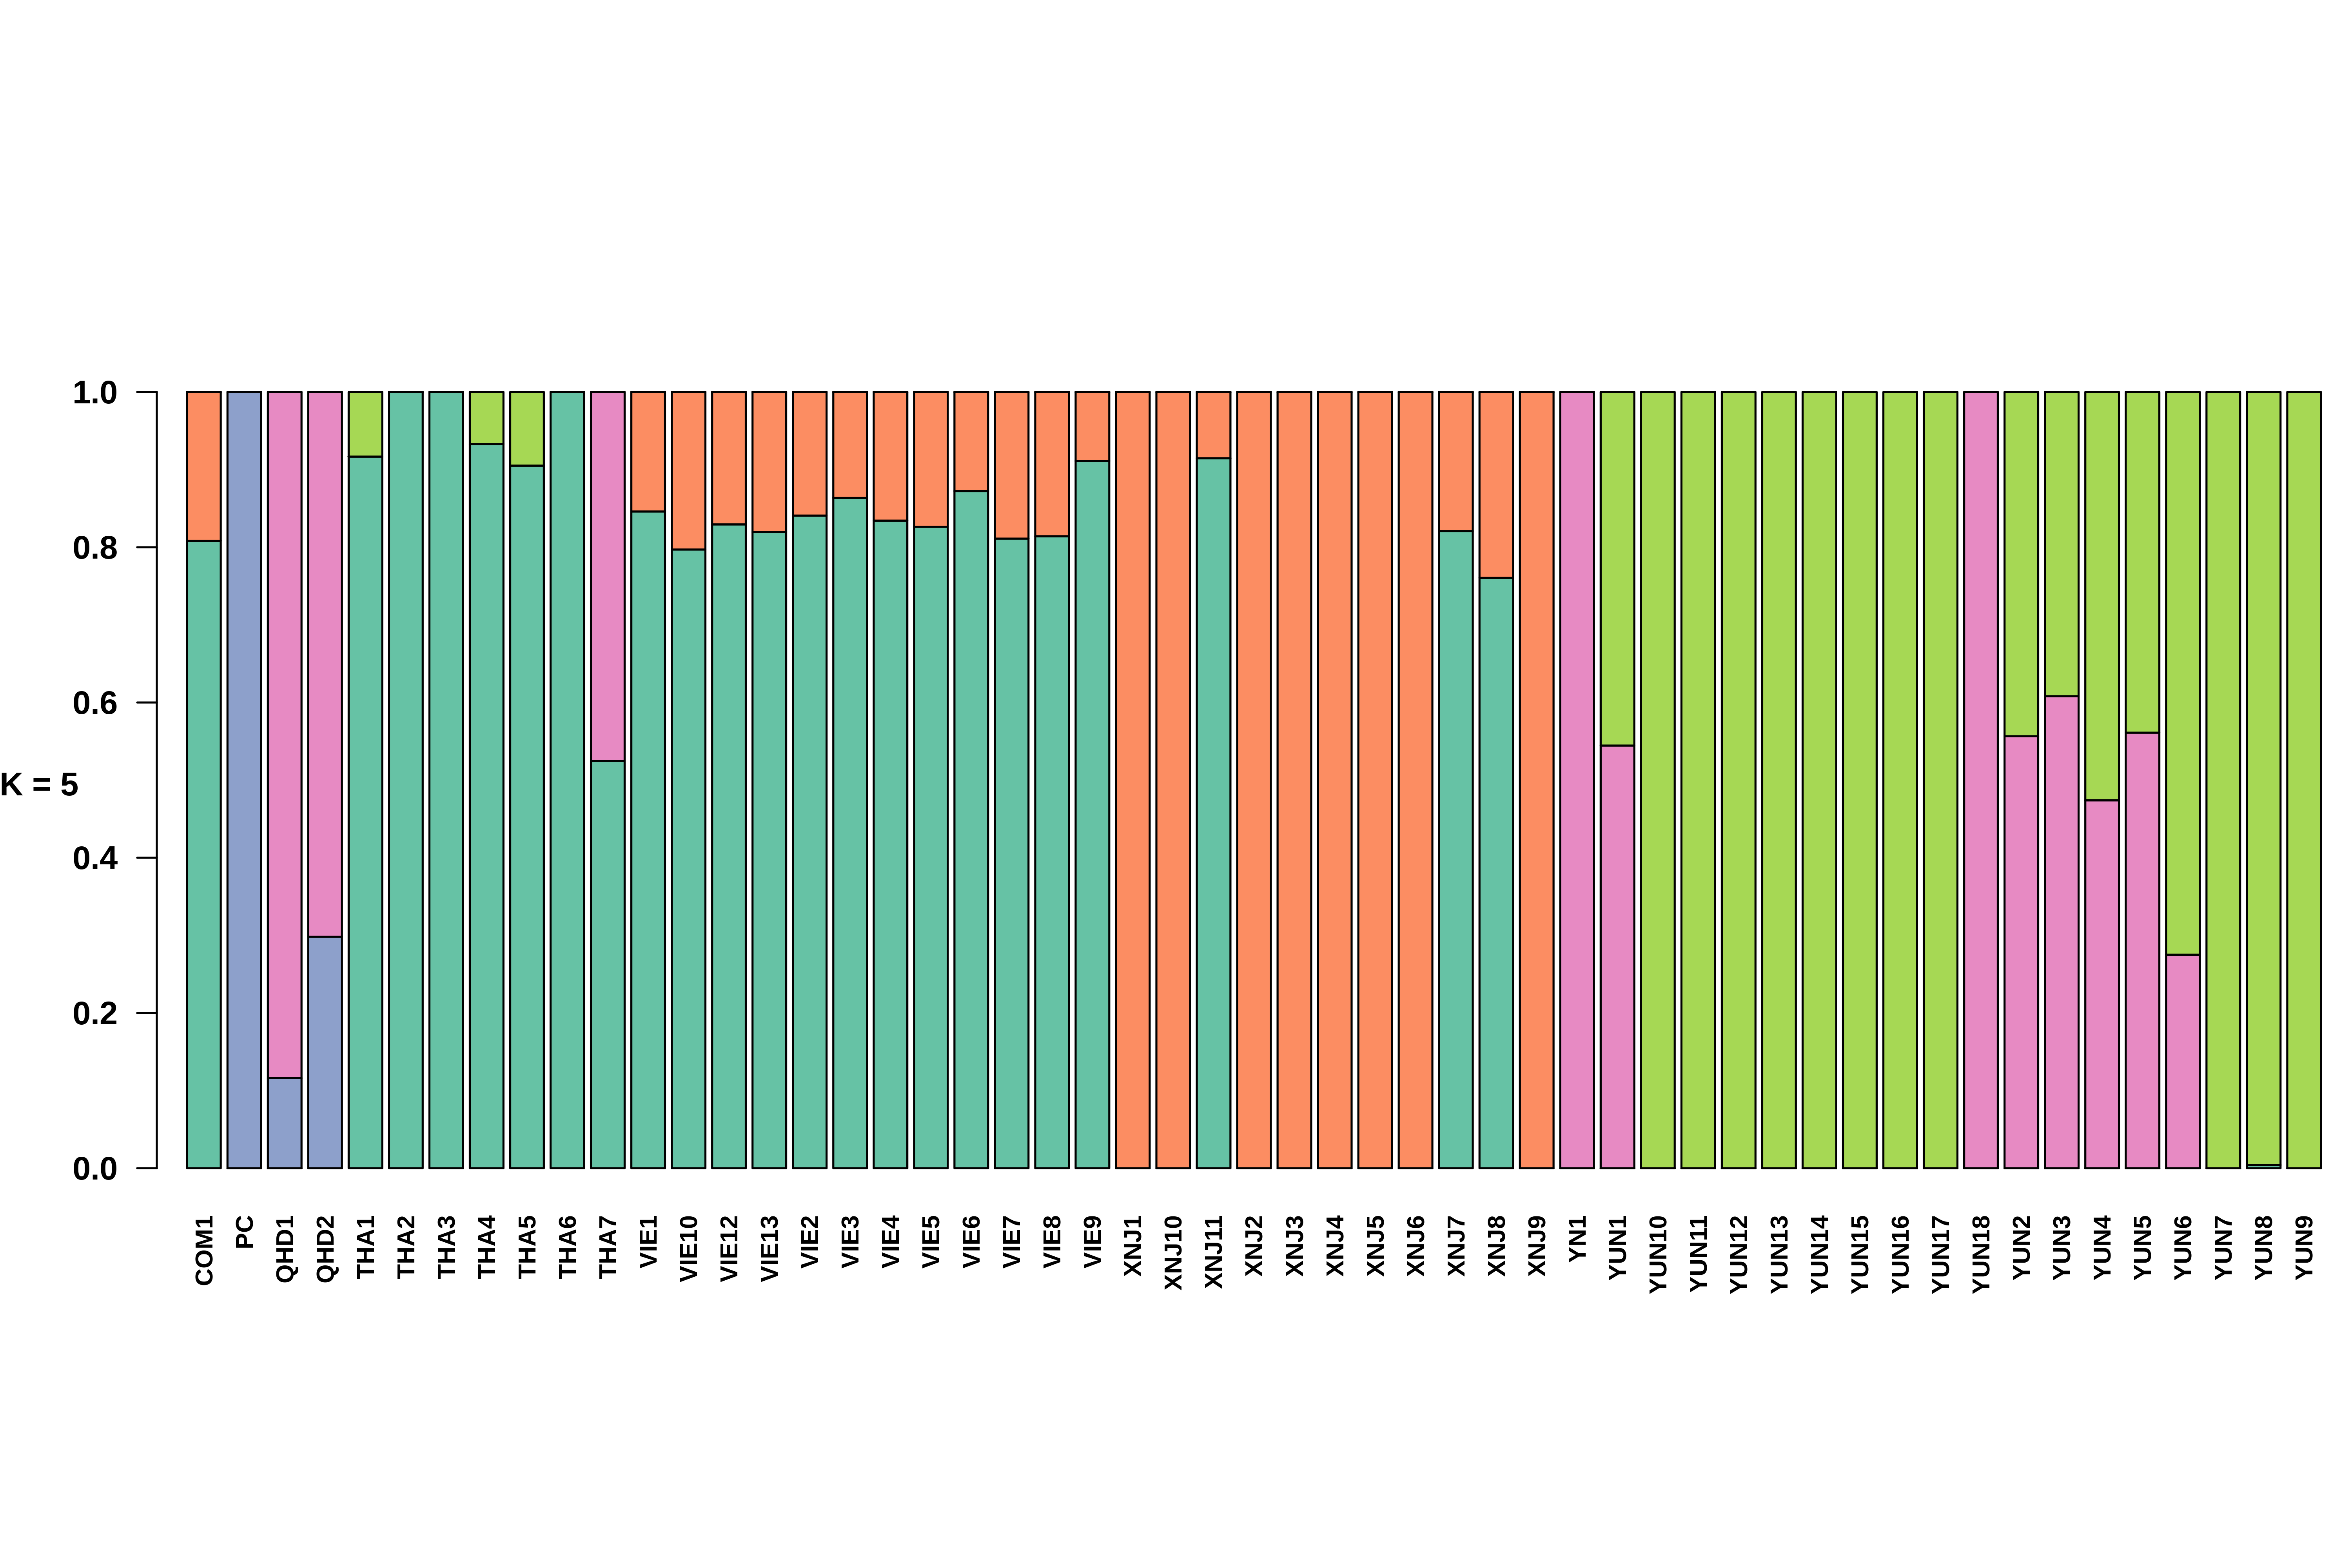 1.0
0.8
0.6
K = 5
0.4
0.2
0.0
COM1
PC
QHD1
QHD2
THA1
THA2
THA3
THA4
THA5
THA6
THA7
VIE1
VIE10
VIE12
VIE13
VIE2
VIE3
VIE4
VIE5
VIE6
VIE7
VIE8
VIE9
XNJ1
XNJ10
XNJ11
XNJ2
XNJ3
XNJ4
XNJ5
XNJ6
XNJ7
XNJ8
XNJ9
YN1
YUN1
YUN10
YUN11
YUN12
YUN13
YUN14
YUN15
YUN16
YUN17
YUN18
YUN2
YUN3
YUN4
YUN5
YUN6
YUN7
YUN8
YUN9